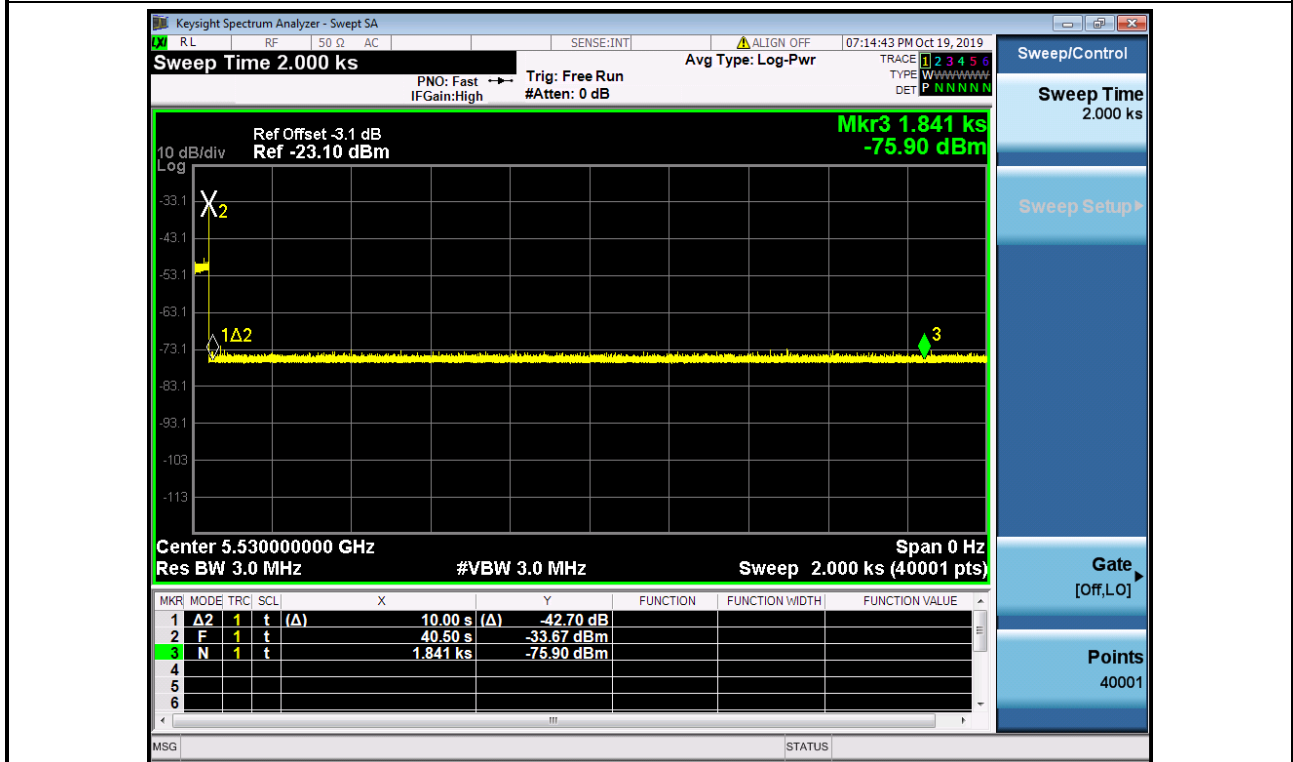 Keysight Spectrum Analyzer - Swept SA
LXI RL RF 50 Ω AC SENSE:INT ALIGN OFF 07:14:43 PM Oct 19, 2019
Sweep Time 2.000 ks
PNO: Fast
IFGain:High
Trig: Free Run
#Atten: 0 dB
Avg Type: Log-Pwr
TRACE 1 2 3 4 5 6
TYPE WWWWWW
DET P N N N N N
Mkr3 1.841 ks
-75.90 dBm
Ref Offset -3.1 dB
10 dB/div Ref -23.10 dBm
Log
-33.1
-43.1
-53.1
-63.1
-73.1
-83.1
-93.1
-103
-113
2
1Δ2
3
Center 5.530000000 GHz Span 0 Hz
Res BW 3.0 MHz #VBW 3.0 MHz Sweep 2.000 ks (40001 pts)
MKR MODE TRC SCL X Y FUNCTION FUNCTION WIDTH FUNCTION VALUE
1 Δ2 1 t (Δ) 10.00 s (Δ) -42.70 dB
2 F 1 t 40.50 s -33.67 dBm
3 N 1 t 1.841 ks -75.90 dBm
4
5
6
MSG STATUS
Sweep/Control
Sweep Time
2.000 ks
Sweep Setup
Gate
[Off,LO]
Points
40001